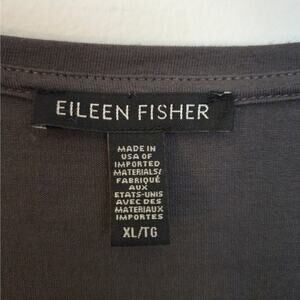 EILEEN FISHER
MADE IN
USA OF
IMPORTED
MATERIALS/
FABRIQUÉ
AUX
ETATS-UNIS
AVEC DES
MATERIAUX
IMPORTES
XL/TG